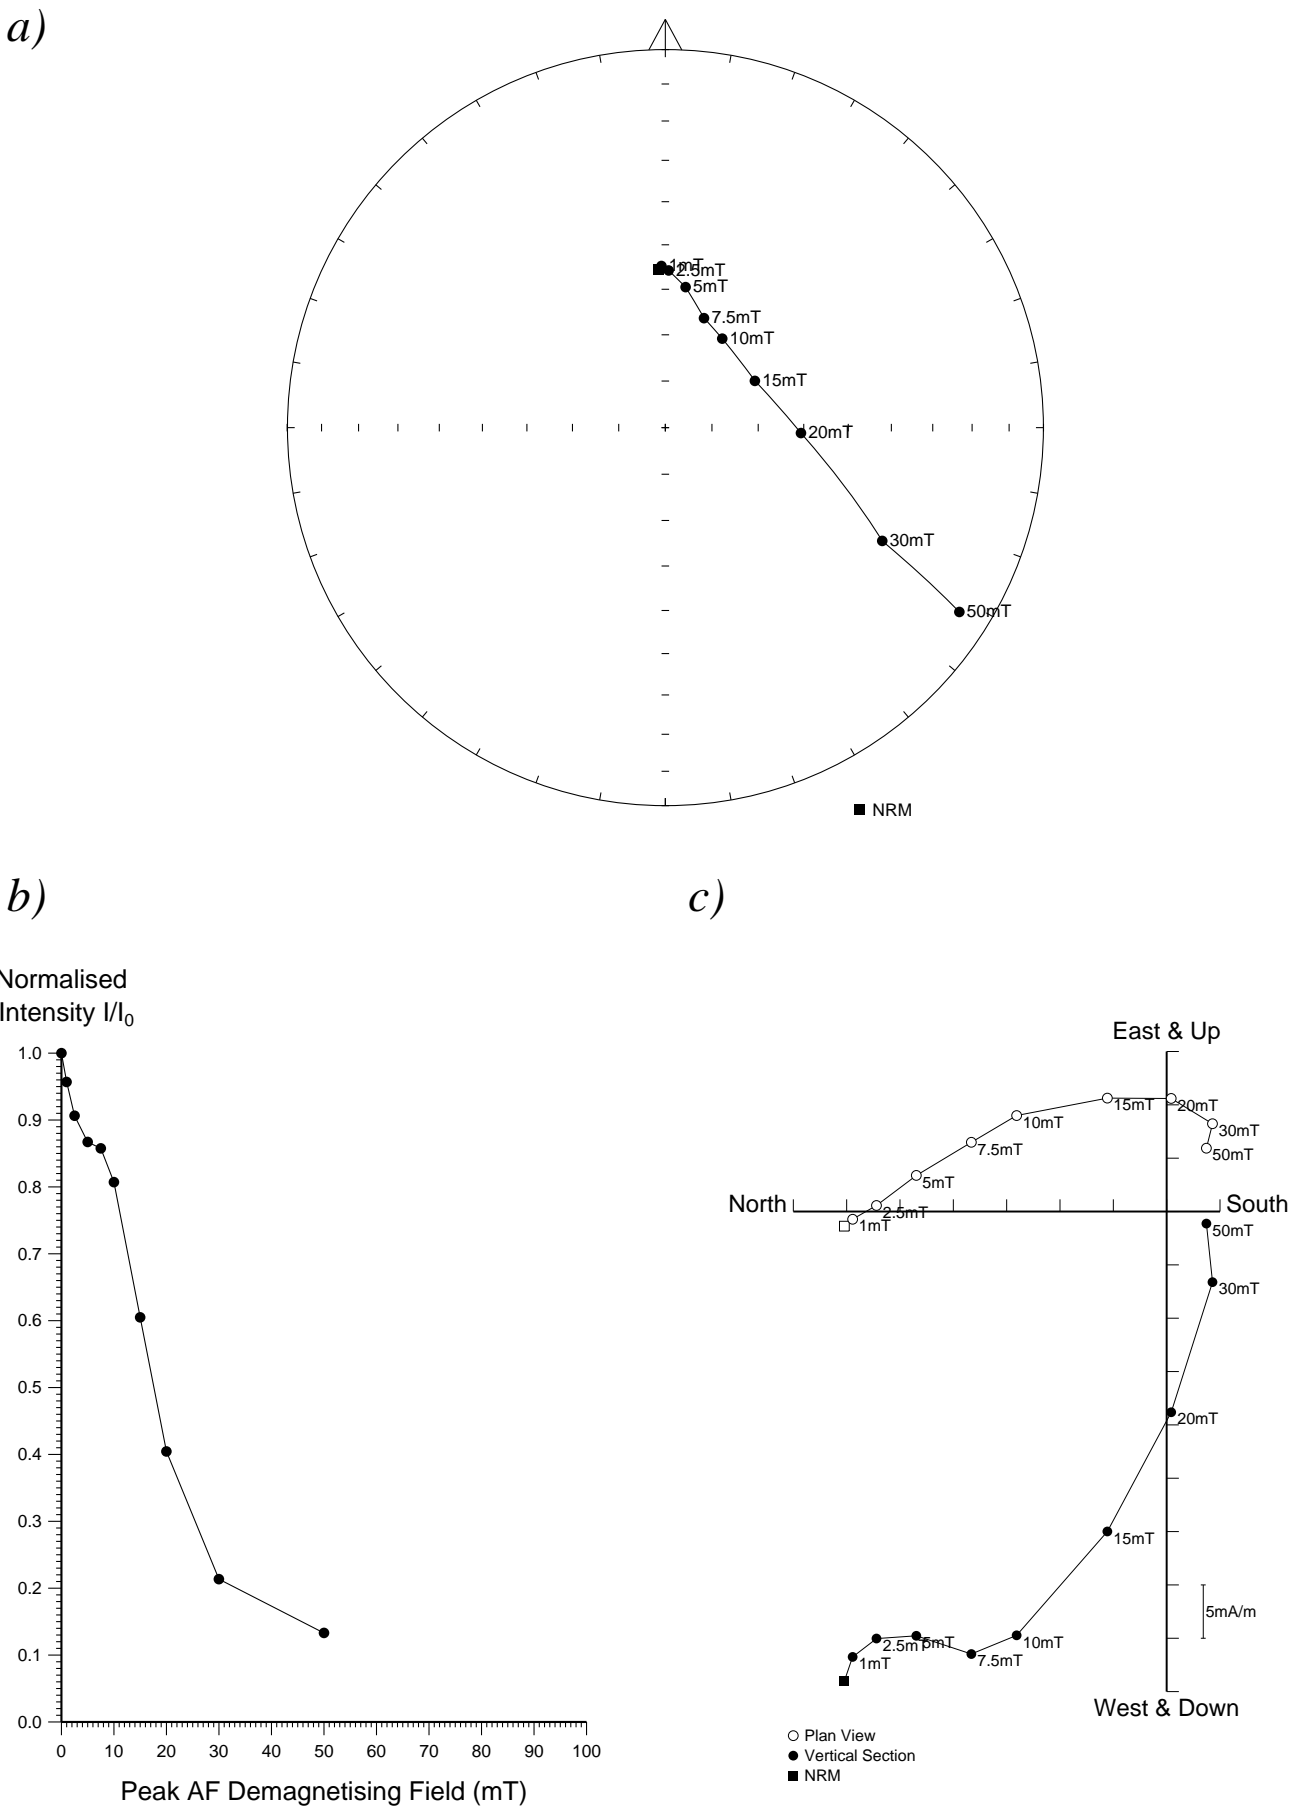 a)
1mT
2.5mT
5mT
7.5mT
10mT
15mT
20mT
30mT
50mT
NRM
b)
c)
Normalised
Intensity I/I0
1.0
0.9
0.8
0.7
0.6
0.5
0.4
0.3
0.2
0.1
0.0
0 10 20 30 40 50 60 70 80 90 100
Peak AF Demagnetising Field (mT)
East & Up
15mT
20mT
10mT
30mT
7.5mT
50mT
5mT
North
South
2.5mT
1mT
50mT
30mT
20mT
15mT
5mA/m
2.5mT
5mT
10mT
1mT
7.5mT
West & Down
Plan View
Vertical Section
NRM